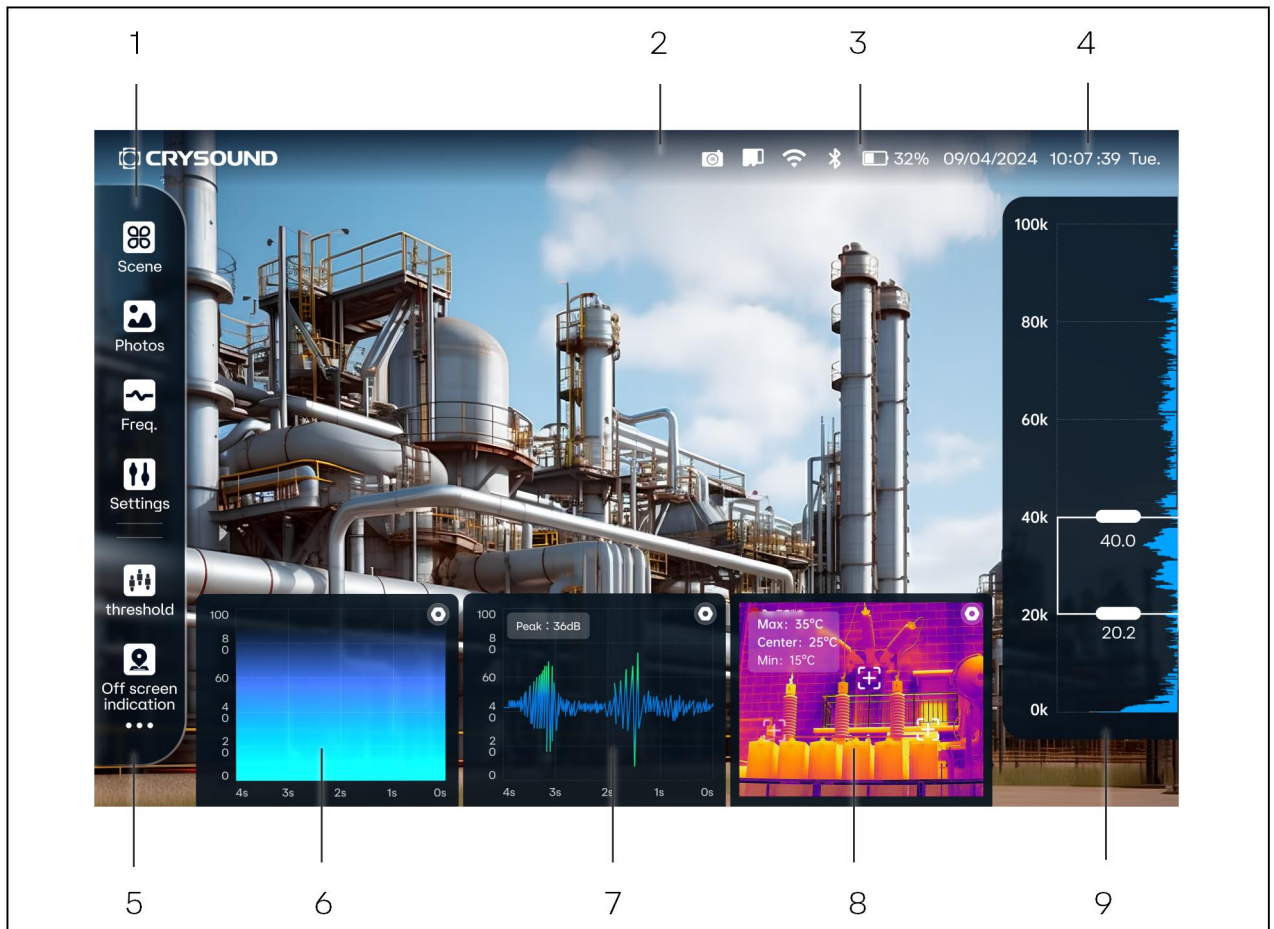 1 2 3 4
CRYSOUND
32% 09/04/2024 10:07:39 Tue.
Scene
Photos
Freq.
Settings
threshold
Off screen
indication
100
8
0
60
4
0
2
0
0
4s 3s 2s 1s 0s
100
8
0
60
4
0
2
0
0
Peak : 36dB
4s 3s 2s 1s 0s
Max: 35°C
Center: 25°C
Min: 15°C
100k
80k
60k
40k
40.0
20k
20.2
0k
5 6 7 8 9